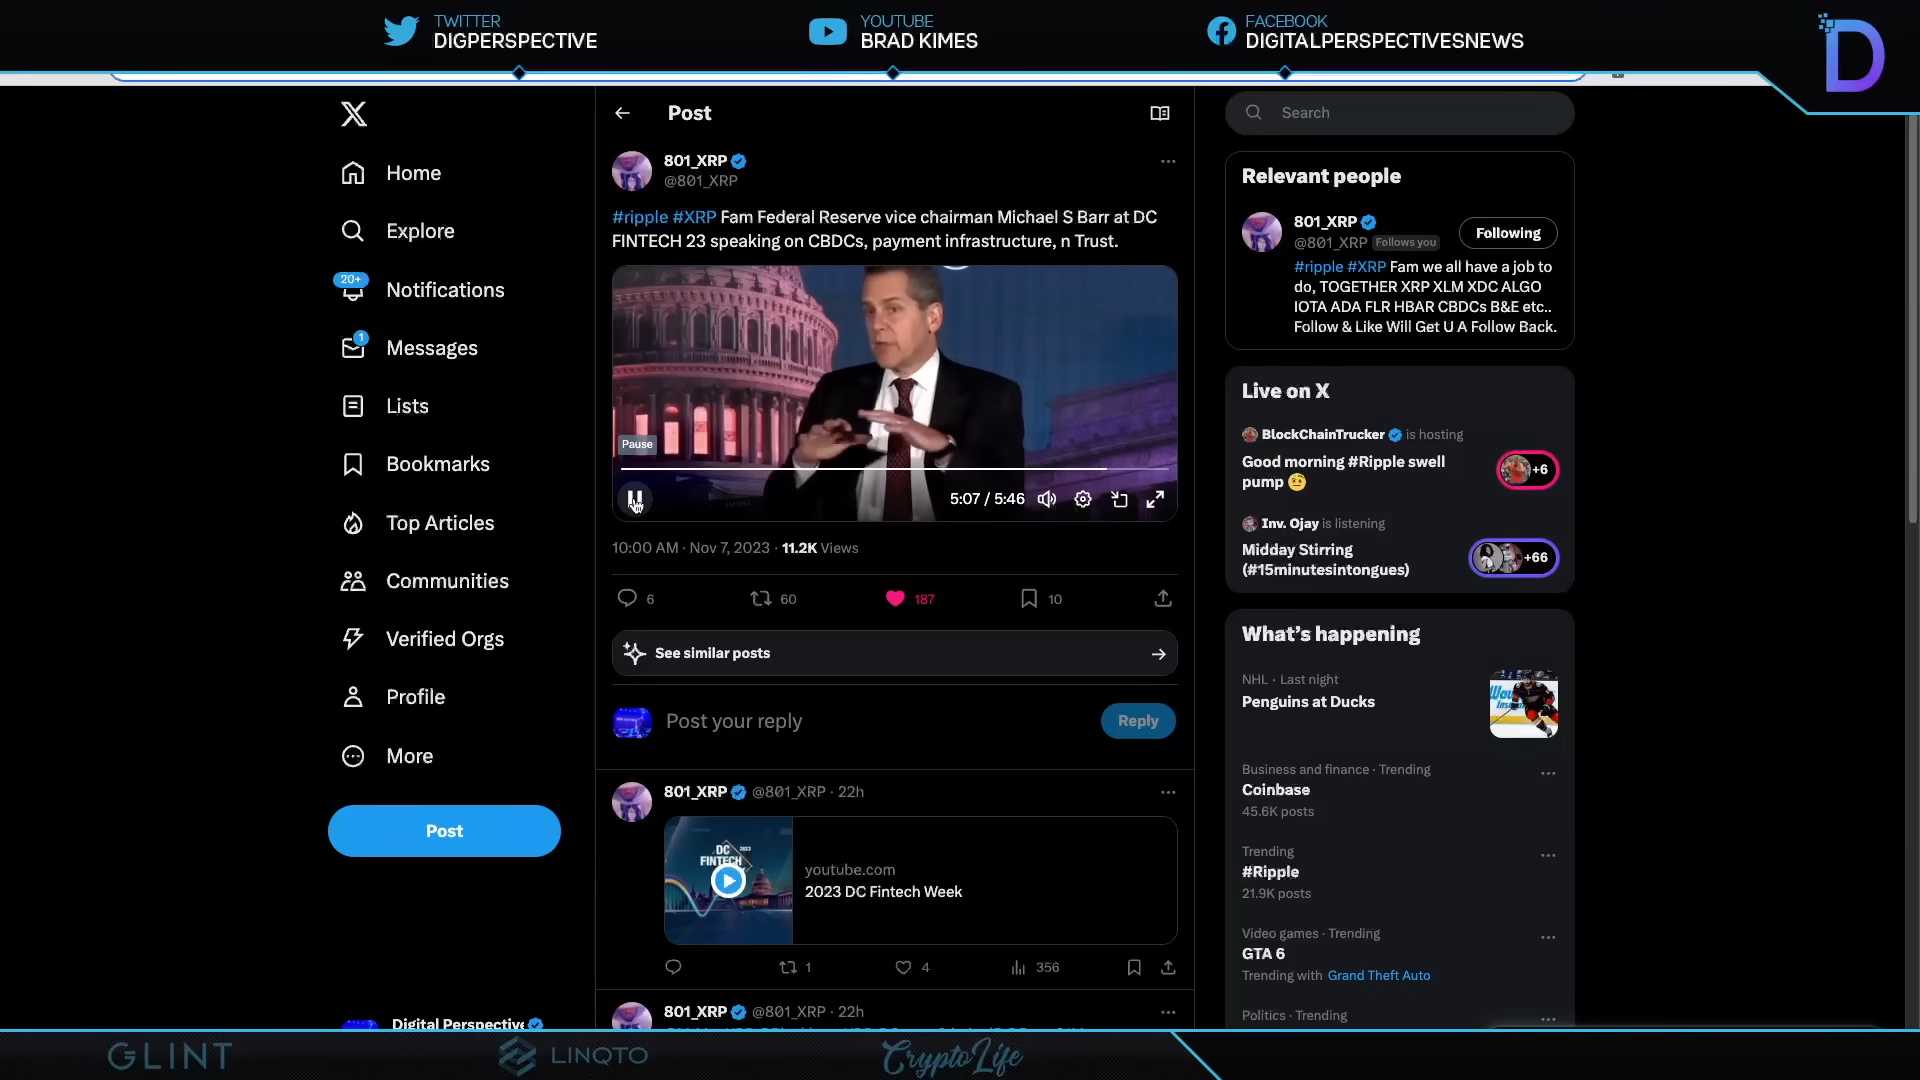 TWITTER
DIGPERSPECTIVE
YOUTUBE
BRAD KIMES
FACEBOOK
DIGITALPERSPECTIVESNEWS
D
Home
Explore
20+
Notifications
1
Messages
Lists
Bookmarks
Top Articles
Communities
Verified Orgs
Profile
More
Post
Digital Perspective
Post
801_XRP
@801_XRP
#ripple #XRP Fam Federal Reserve vice chairman Michael S Barr at DC
FINTECH 23 speaking on CBDCs, payment infrastructure, n Trust.
Pause
5:07 / 5:46
10:00 AM · Nov 7, 2023 · 11.2K Views
6
60
187
10
See similar posts
Post your reply
Reply
801_XRP @801_XRP · 22h
DC 2023
FINTECH
youtube.com
2023 DC Fintech Week
1
4
356
801_XRP @801_XRP · 22h
Search
Relevant people
801_XRP
@801_XRP Follows you
Following
#ripple #XRP Fam we all have a job to
do, TOGETHER XRP XLM XDC ALGO
IOTA ADA FLR HBAR CBDCs B&E etc..
Follow & Like Will Get U A Follow Back.
Live on X
BlockChainTrucker is hosting
Good morning #Ripple swell
pump 🤨
+6
Inv. Ojay is listening
Midday Stirring
(#15minutesintongues)
+66
What's happening
NHL · Last night
Penguins at Ducks
Business and finance · Trending
Coinbase
45.6K posts
Trending
#Ripple
21.9K posts
Video games · Trending
GTA 6
Trending with Grand Theft Auto
Politics · Trending
GLINT
LINQTO
CryptoLife